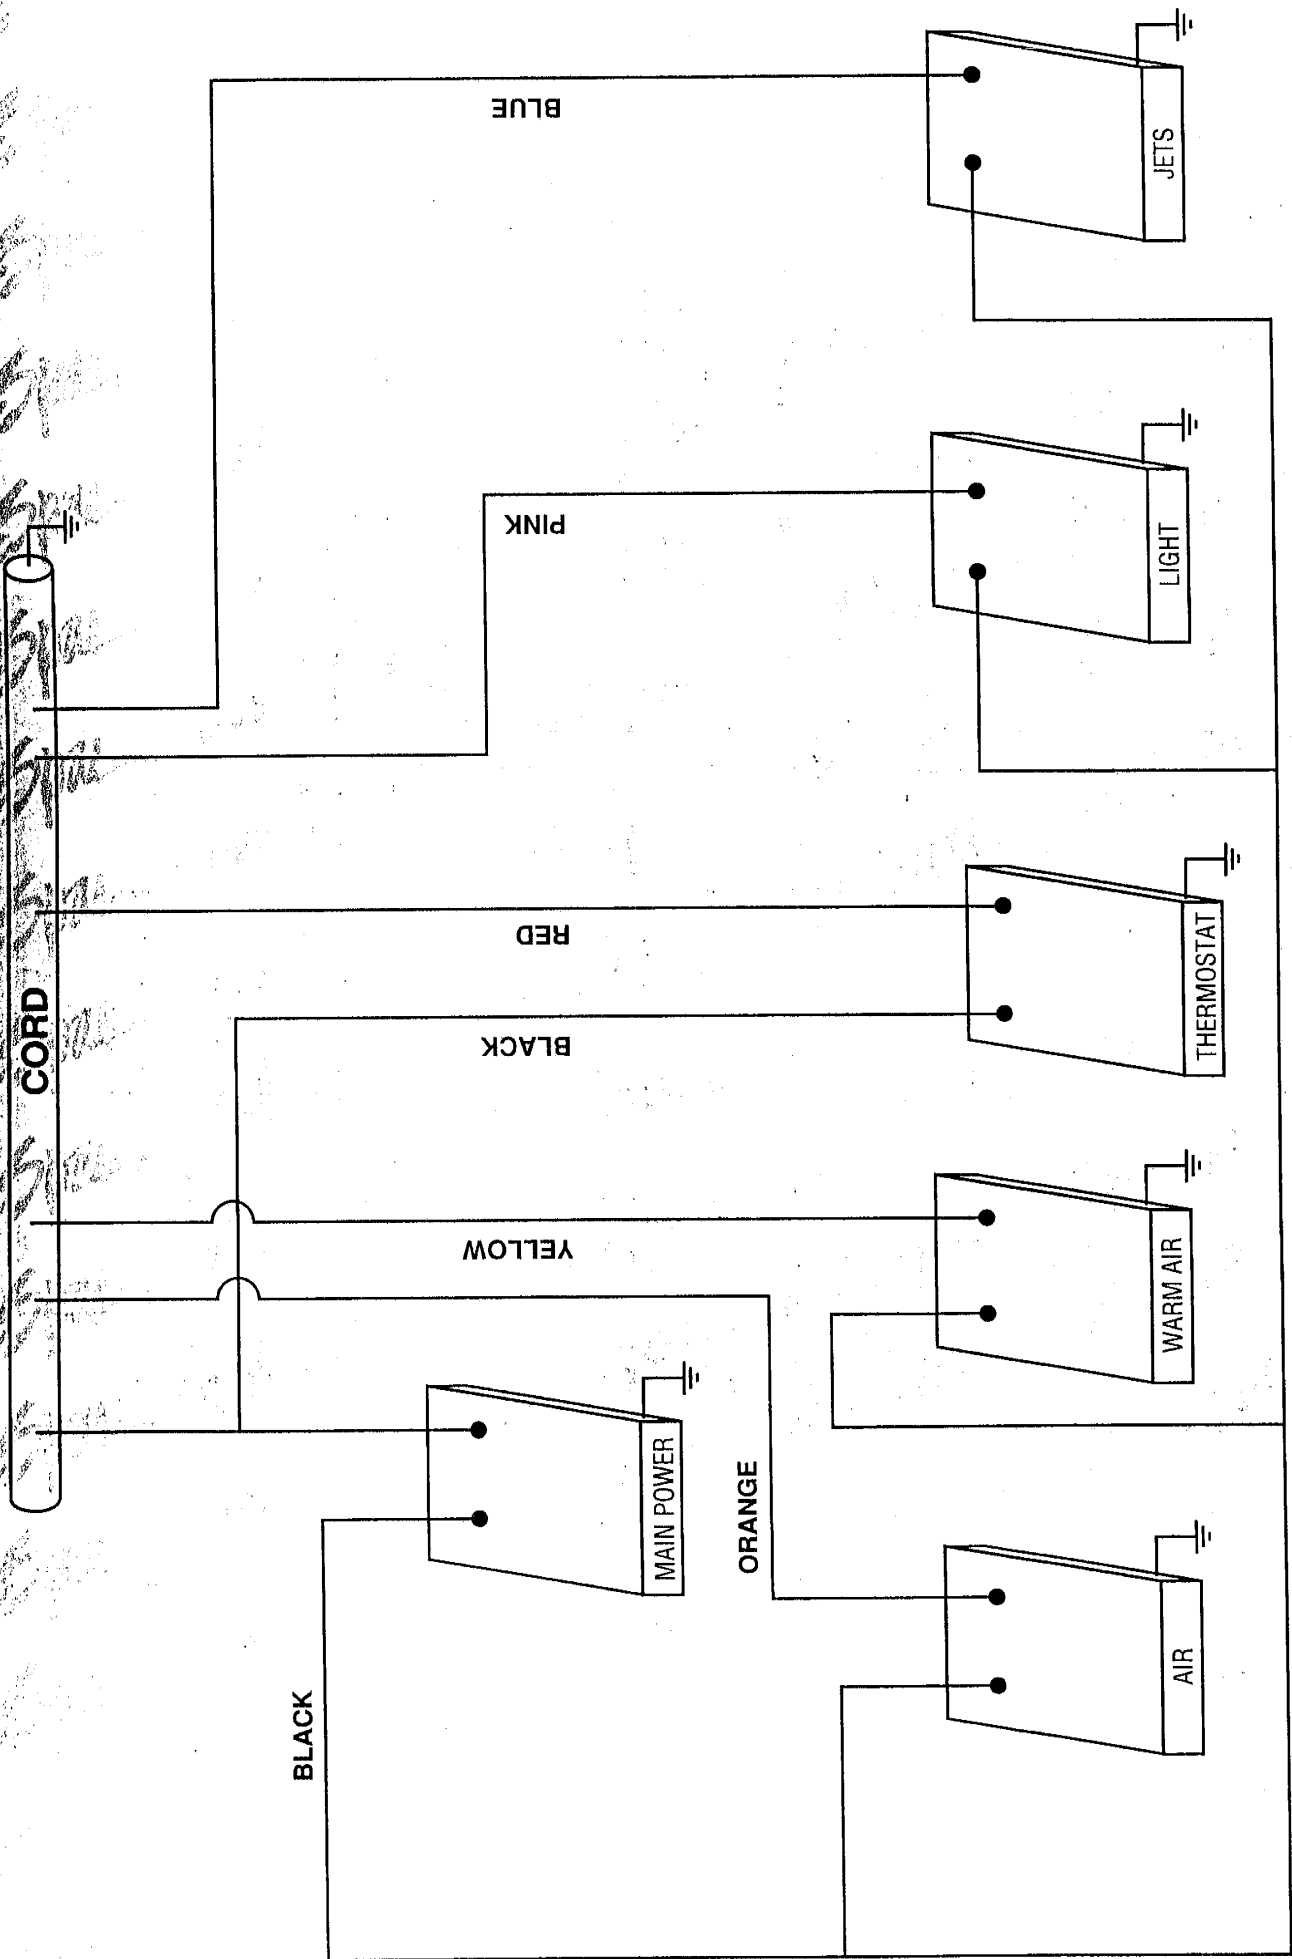 CORD
BLUE
PINK
RED
BLACK
YELLOW
ORANGE
BLACK
JETS
LIGHT
THERMOSTAT
WARM AIR
MAIN POWER
AIR